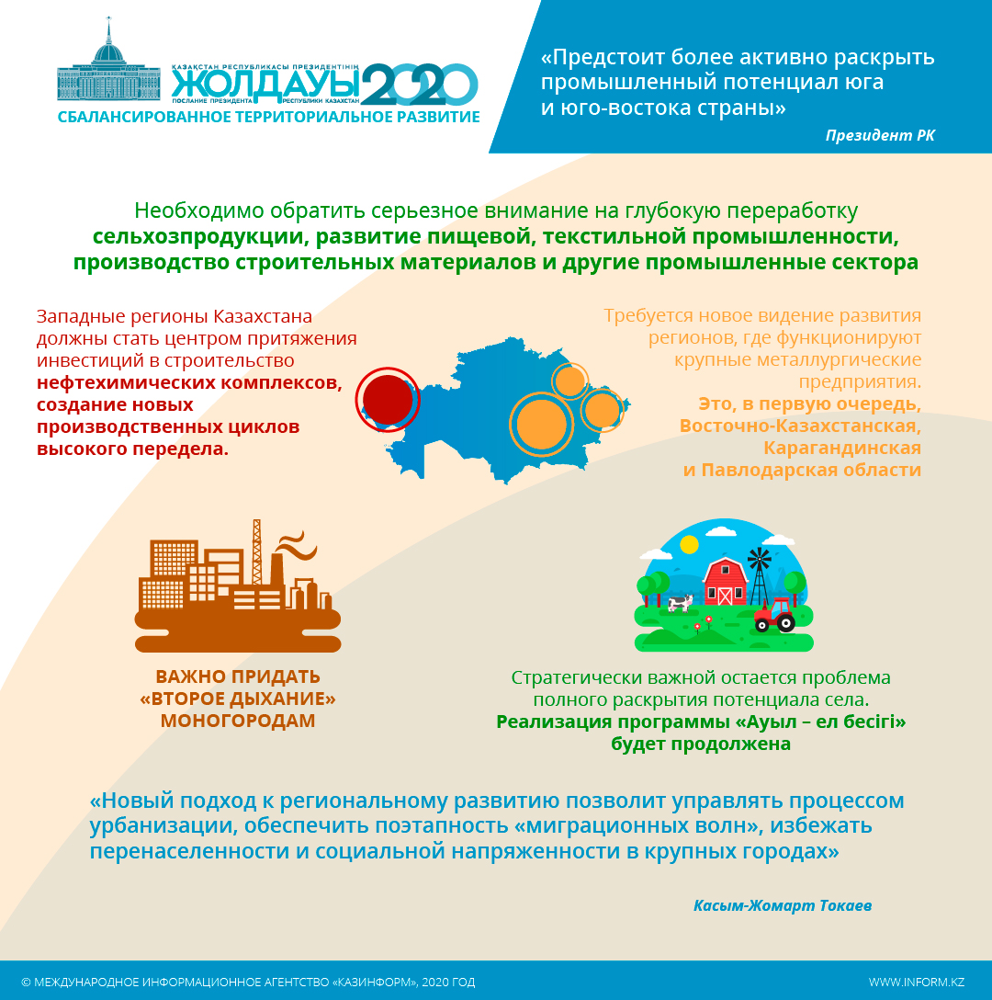 ҚАЗАҚСТАН РЕСПУБЛИКАСЫ ПРЕЗИДЕНТІНІҢ
ЖОЛДАУЫ 2020
ПОСЛАНИЕ ПРЕЗИДЕНТА РЕСПУБЛИКИ КАЗАХСТАН
СБАЛАНСИРОВАННОЕ ТЕРРИТОРИАЛЬНОЕ РАЗВИТИЕ
«Предстоит более активно раскрыть
промышленный потенциал юга
и юго-востока страны»
Президент РК
Необходимо обратить серьезное внимание на глубокую переработку
сельхозпродукции, развитие пищевой, текстильной промышленности,
производство строительных материалов и другие промышленные сектора
Западные регионы Казахстана
должны стать центром притяжения
инвестиций в строительство
нефтехимических комплексов,
создание новых
производственных циклов
высокого передела.
Требуется новое видение развития
регионов, где функционируют
крупные металлургические
предприятия.
Это, в первую очередь,
Восточно-Казахстанская,
Карагандинская
и Павлодарская области
ВАЖНО ПРИДАТЬ
«ВТОРОЕ ДЫХАНИЕ»
МОНОГОРОДАМ
Стратегически важной остается проблема
полного раскрытия потенциала села.
Реализация программы «Ауыл – ел бесігі»
будет продолжена
«Новый подход к региональному развитию позволит управлять процессом
урбанизации, обеспечить поэтапность «миграционных волн», избежать
перенаселенности и социальной напряженности в крупных городах»
Касым-Жомарт Токаев
© МЕЖДУНАРОДНОЕ ИНФОРМАЦИОННОЕ АГЕНТСТВО «КАЗИНФОРМ», 2020 ГОД
WWW.INFORM.KZ